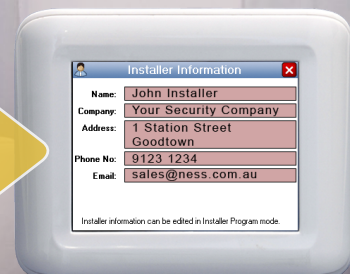 Installer Information
Name: John Installer
Company: Your Security Company
Address: 1 Station Street
Goodtown
Phone No: 9123 1234
Email: sales@ness.com.au
Installer information can be edited in Installer Program mode.